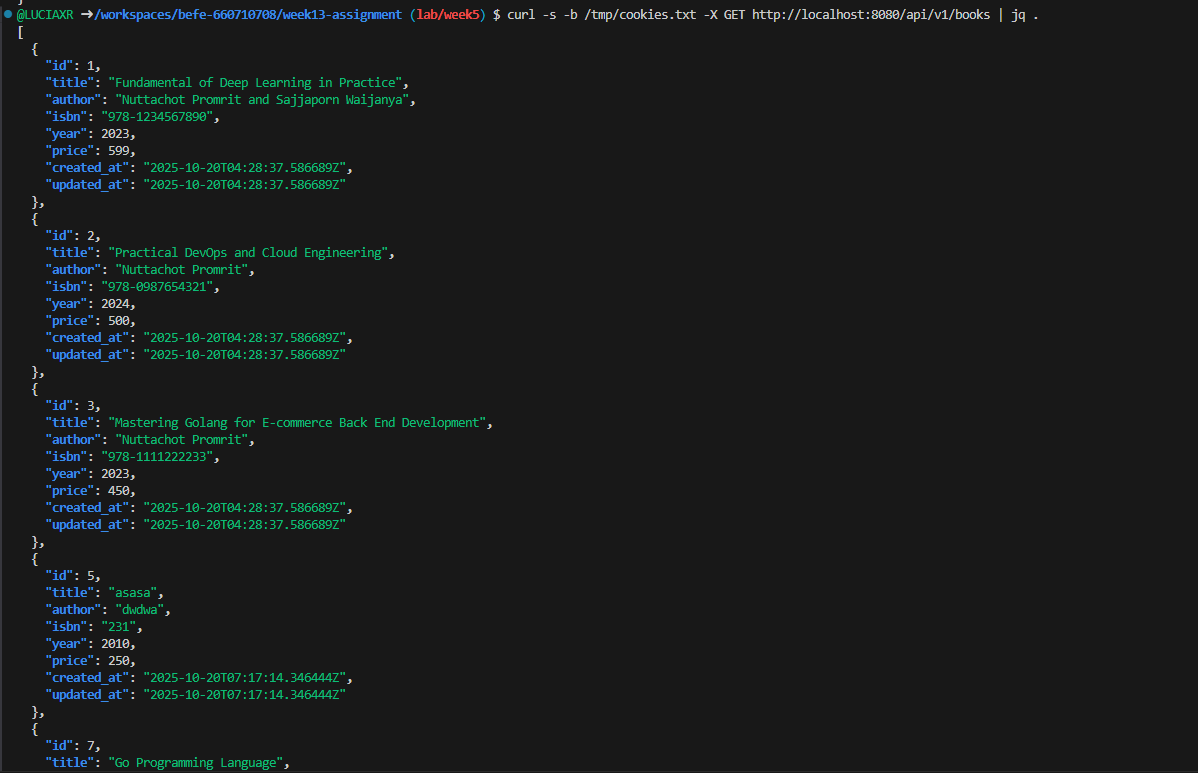 }
@LUCIAXR →/workspaces/befe-660710708/week13-assignment (lab/week5) $ curl -s -b /tmp/cookies.txt -X GET http://localhost:8080/api/v1/books | jq .
[
  {
    "id": 1,
    "title": "Fundamental of Deep Learning in Practice",
    "author": "Nuttachot Promrit and Sajjaporn Waijanya",
    "isbn": "978-1234567890",
    "year": 2023,
    "price": 599,
    "created_at": "2025-10-20T04:28:37.586689Z",
    "updated_at": "2025-10-20T04:28:37.586689Z"
  },
  {
    "id": 2,
    "title": "Practical DevOps and Cloud Engineering",
    "author": "Nuttachot Promrit",
    "isbn": "978-0987654321",
    "year": 2024,
    "price": 500,
    "created_at": "2025-10-20T04:28:37.586689Z",
    "updated_at": "2025-10-20T04:28:37.586689Z"
  },
  {
    "id": 3,
    "title": "Mastering Golang for E-commerce Back End Development",
    "author": "Nuttachot Promrit",
    "isbn": "978-1111222233",
    "year": 2023,
    "price": 450,
    "created_at": "2025-10-20T04:28:37.586689Z",
    "updated_at": "2025-10-20T04:28:37.586689Z"
  },
  {
    "id": 5,
    "title": "asasa",
    "author": "dwdwa",
    "isbn": "231",
    "year": 2010,
    "price": 250,
    "created_at": "2025-10-20T07:17:14.346444Z",
    "updated_at": "2025-10-20T07:17:14.346444Z"
  },
  {
    "id": 7,
    "title": "Go Programming Language",